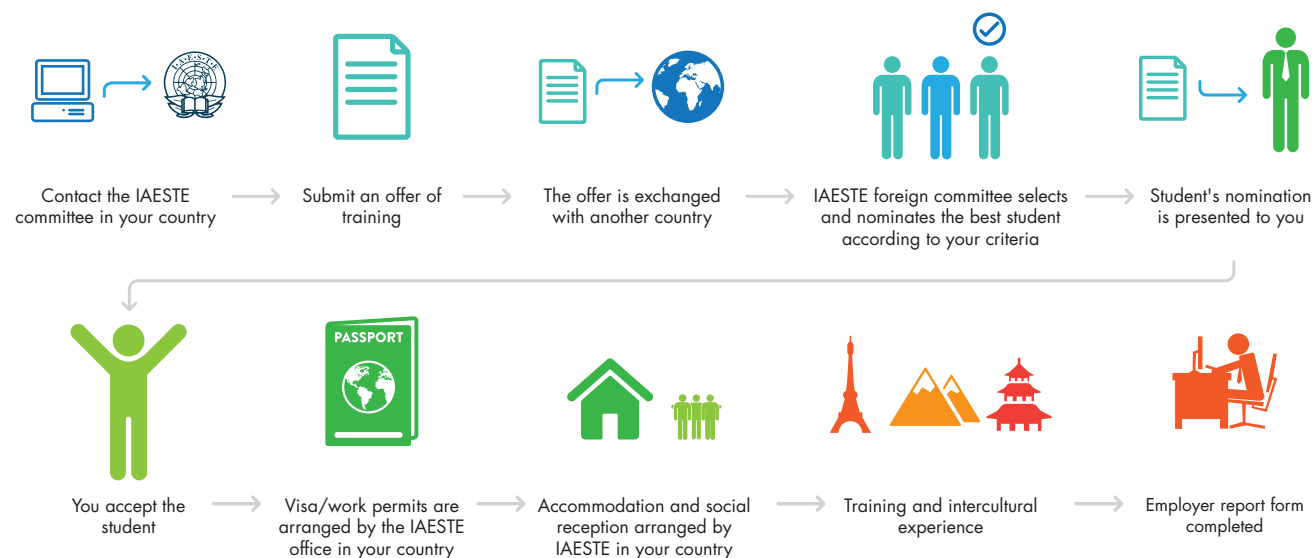 I·A·E·S·T·E
Contact the IAESTE
committee in your country
Submit an offer of
training
The offer is exchanged
with another country
IAESTE foreign committee selects
and nominates the best student
according to your criteria
Student's nomination
is presented to you
PASSPORT
You accept the
student
Visa/work permits are
arranged by the IAESTE
office in your country
Accommodation and social
reception arranged by
IAESTE in your country
Training and intercultural
experience
Employer report form
completed